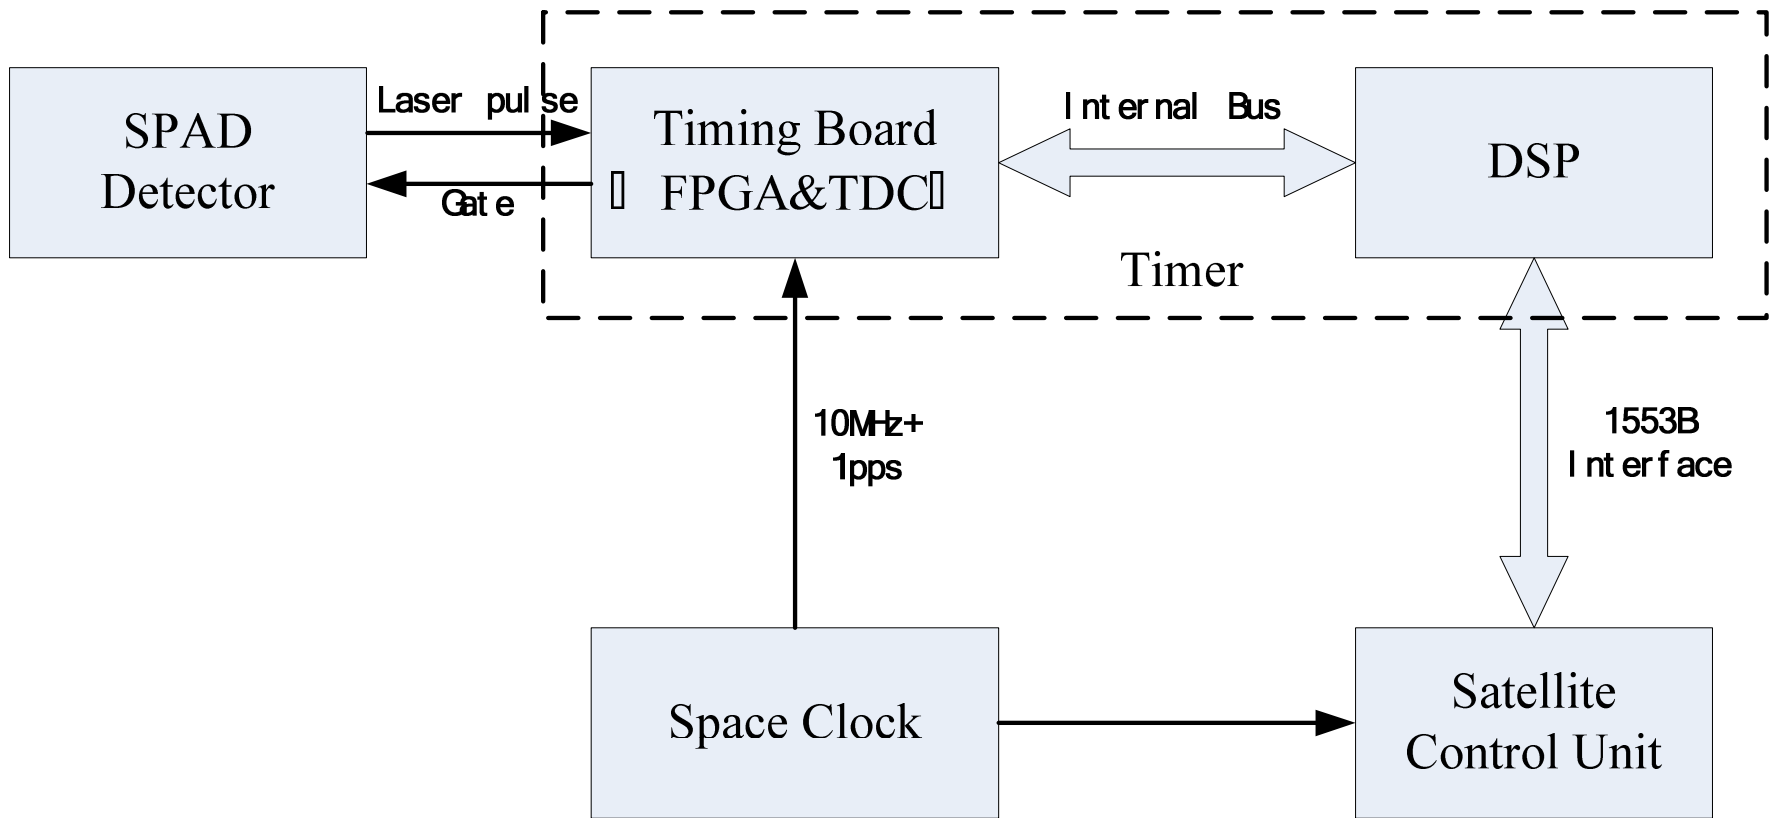 SPAD
Detector
Laser pulse
Gate
Timing Board
▯ FPGA&TDC▯
Internal Bus
DSP
Timer
10MHz+
1pps
1553B
Interface
Space Clock
Satellite
Control Unit